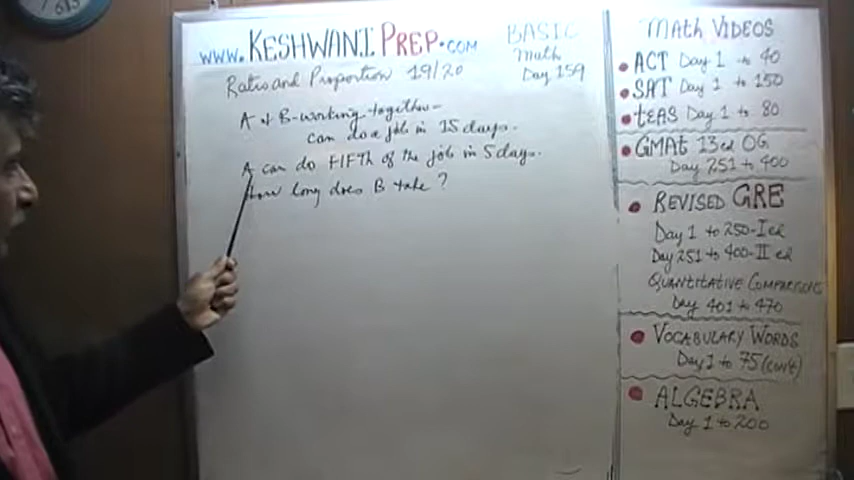 www.KESHWANI PREP.com
BASIC
Math
Day 159
Ratio and Proportion 19/20
A & B-working together-
can do a job in 15 days.
A can do FIFTh of the job in 5 days.
How long does B take?
Math VIDEOS
ACT Day 1 to 40
SAT Day 1 to 150
tEAS Day 1 to 80
GMAt 13 ed OG
Day 251 to 400
REVISED GRE
Day 1 to 250-I ed
Day 251 to 400-II ed
QUANTITATIVE COMPARISONS
Day 401 to 470
VOCABULARY WORDS
Day 1 to 75 (con't)
ALGEBRA
Day 1 to 200